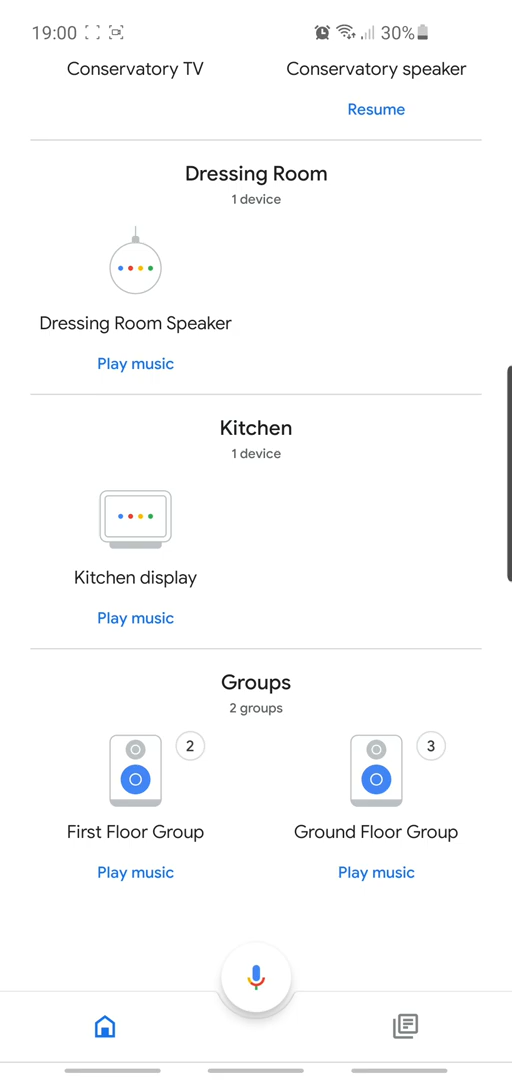 19:00 30%
Conservatory TV Conservatory speaker
Resume
Dressing Room
1 device
Dressing Room Speaker
Play music
Kitchen
1 device
Kitchen display
Play music
Groups
2 groups
2 3
First Floor Group Ground Floor Group
Play music Play music